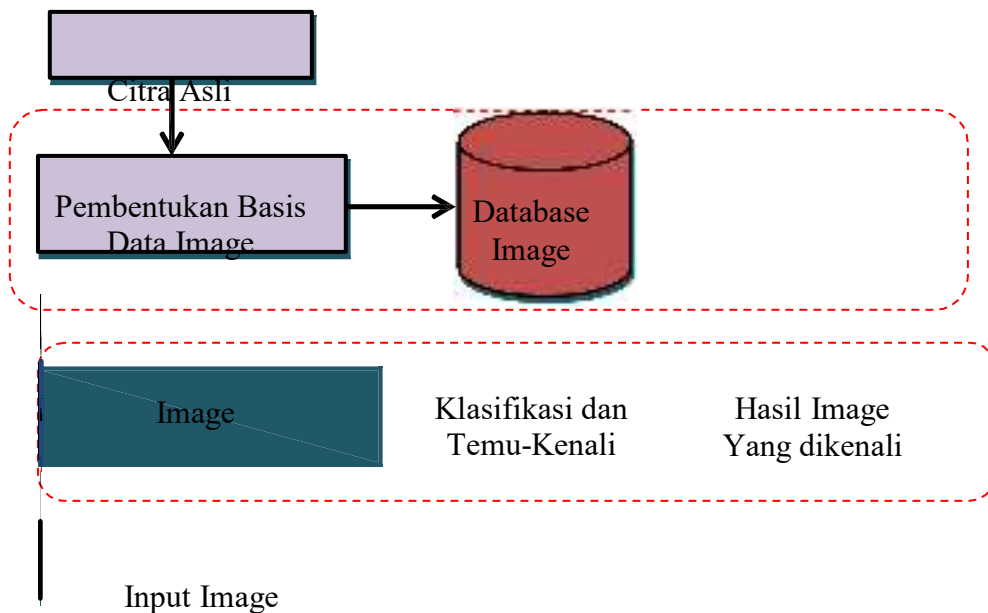 Citra Asli
Pembentukan Basis
Data Image
Database
Image
Image
Klasifikasi dan
Temu-Kenali
Hasil Image
Yang dikenali
Input Image